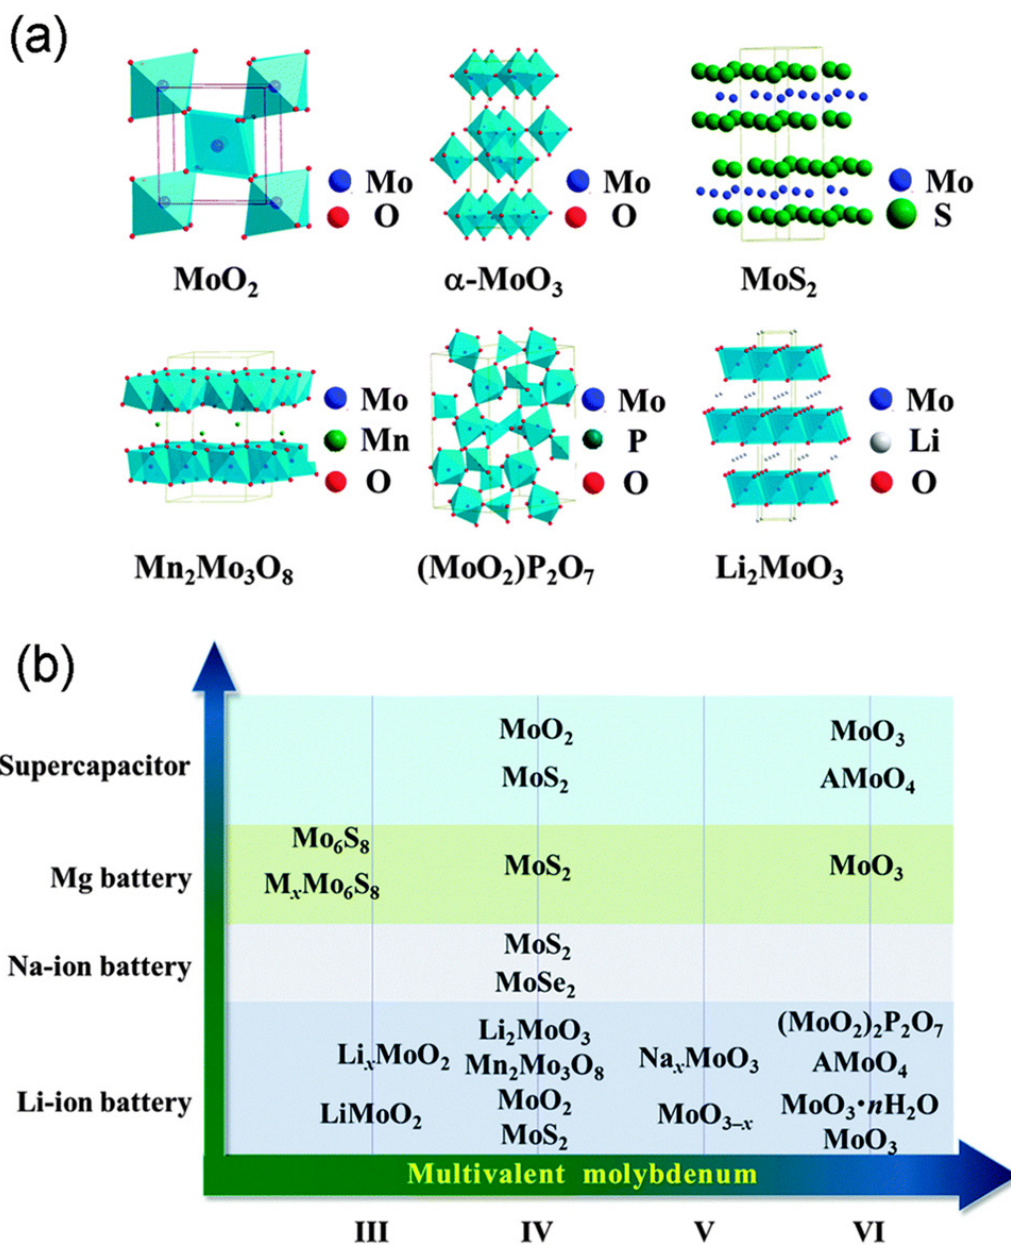 (a)
Mo
O
MoO₂
Mo
O
α-MoO₃
Mo
S
MoS₂
Mo
Mn
O
Mn₂Mo₃O₈
Mo
P
O
(MoO₂)P₂O₇
Mo
Li
O
Li₂MoO₃
(b)
Supercapacitor
MoO₂
MoO₃
MoS₂
AMoO₄
Mg battery
Mo₆S₈
MₓMo₆S₈
MoS₂
MoO₃
Na-ion battery
MoS₂
MoSe₂
Li-ion battery
LiₓMoO₂
LiMoO₂
Li₂MoO₃
Mn₂Mo₃O₈
MoO₂
MoS₂
NaₓMoO₃
MoO₃₋ₓ
(MoO₂)₂P₂O₇
AMoO₄
MoO₃·nH₂O
MoO₃
Multivalent molybdenum
III IV V VI